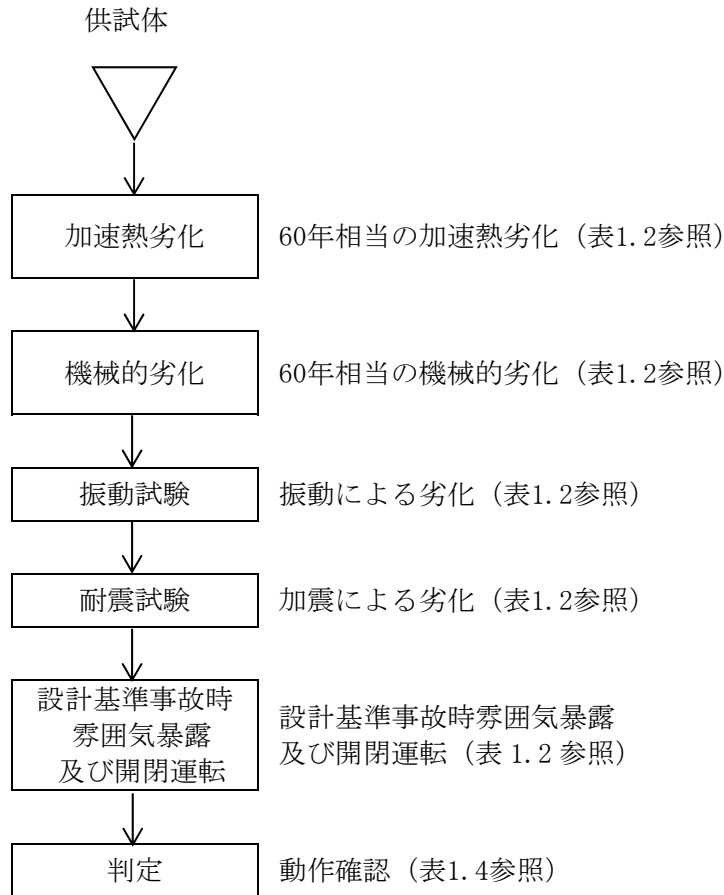 供試体
加速熱劣化
60年相当の加速熱劣化（表1.2参照）
機械的劣化
60年相当の機械的劣化（表1.2参照）
振動試験
振動による劣化（表1.2参照）
耐震試験
加震による劣化（表1.2参照）
設計基準事故時
雰囲気暴露
及び開閉運転
設計基準事故時雰囲気暴露
及び開閉運転（表 1.2 参照）
判定
動作確認（表1.4参照）